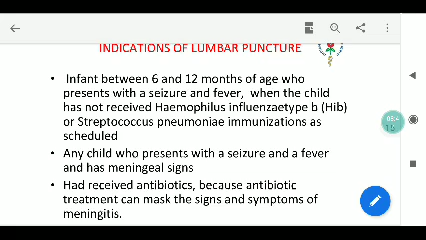 INDICATIONS OF LUMBAR PUNCTURE
• Infant between 6 and 12 months of age who
presents with a seizure and fever, when the child
has not received Haemophilus influenzaetype b (Hib)
or Streptococcus pneumoniae immunizations as
scheduled
• Any child who presents with a seizure and a fever
and has meningeal signs
• Had received antibiotics, because antibiotic
treatment can mask the signs and symptoms of
meningitis.